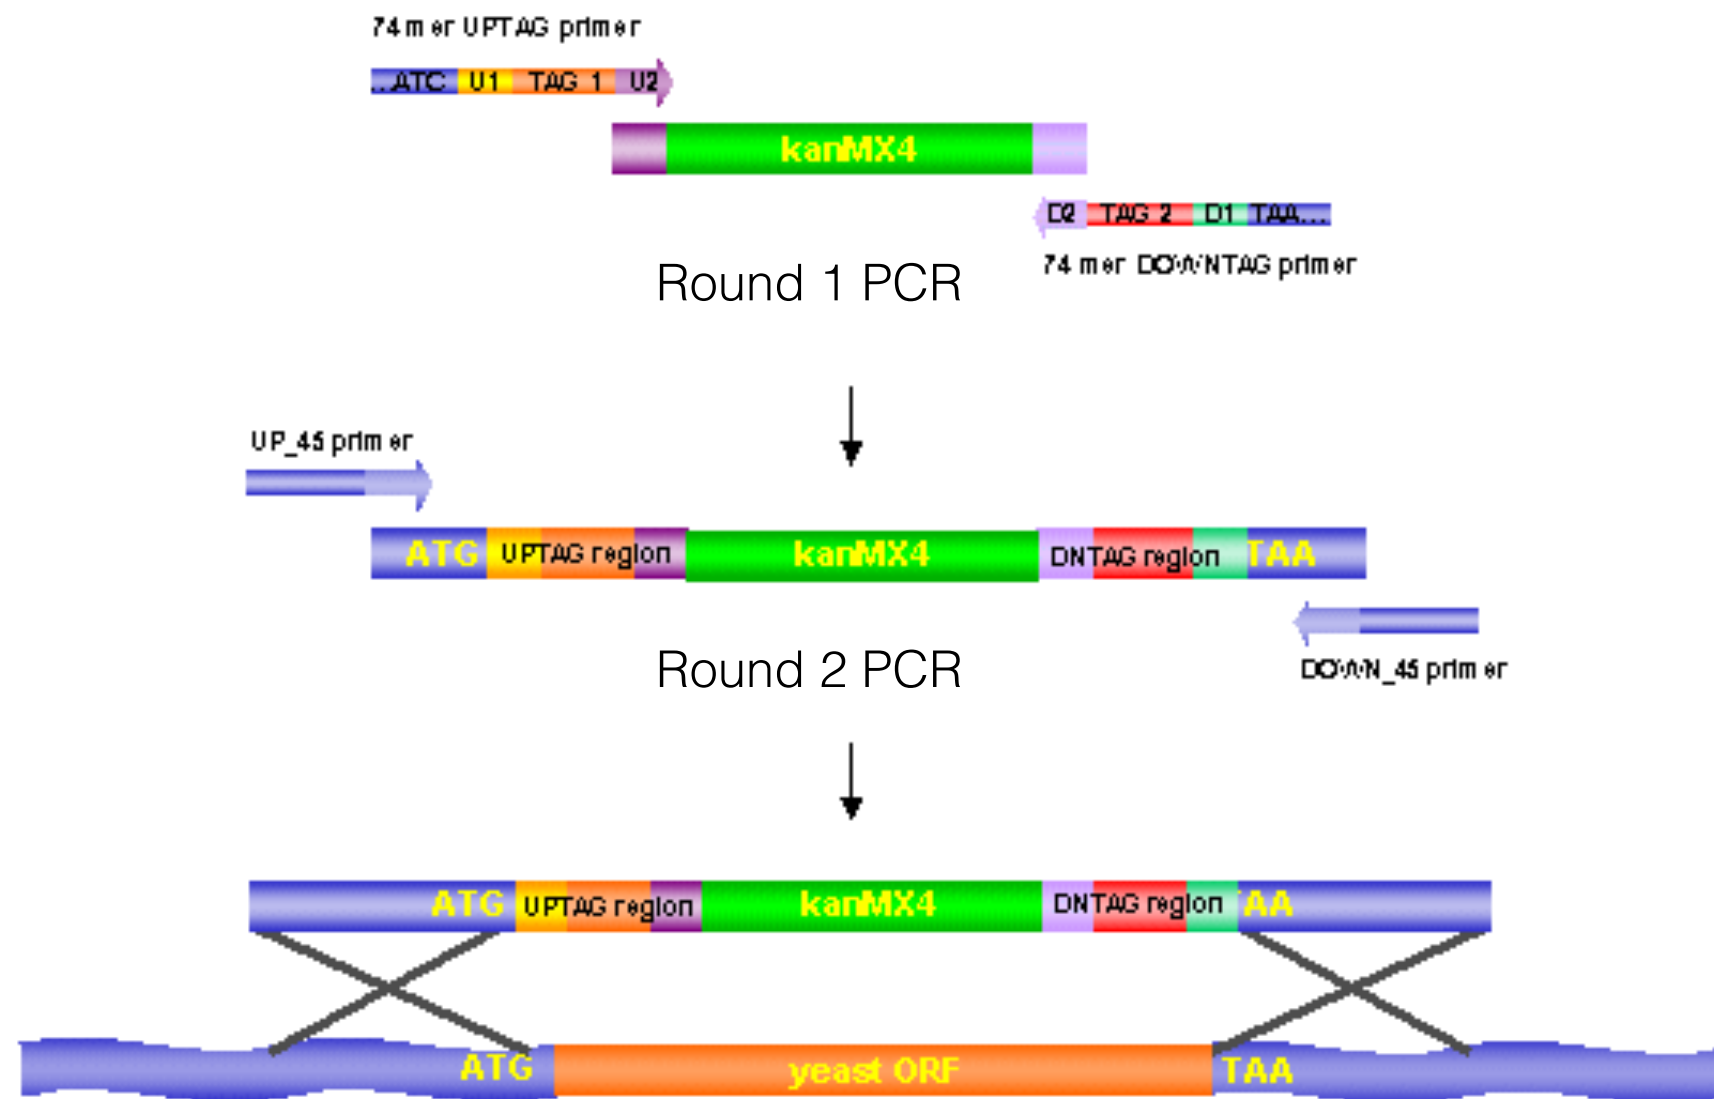 74 mer UPTAG primer
...ATC U1 TAG 1 U2
kanMX4
D2 TAG 2 D1 TAA...
74 mer DOWNTAG primer
Round 1 PCR
UP_45 primer
ATG UPTAG region kanMX4 DNTAG region TAA
Round 2 PCR
DOWN_45 primer
ATG UPTAG region kanMX4 DNTAG region AA
ATG yeast ORF TAA